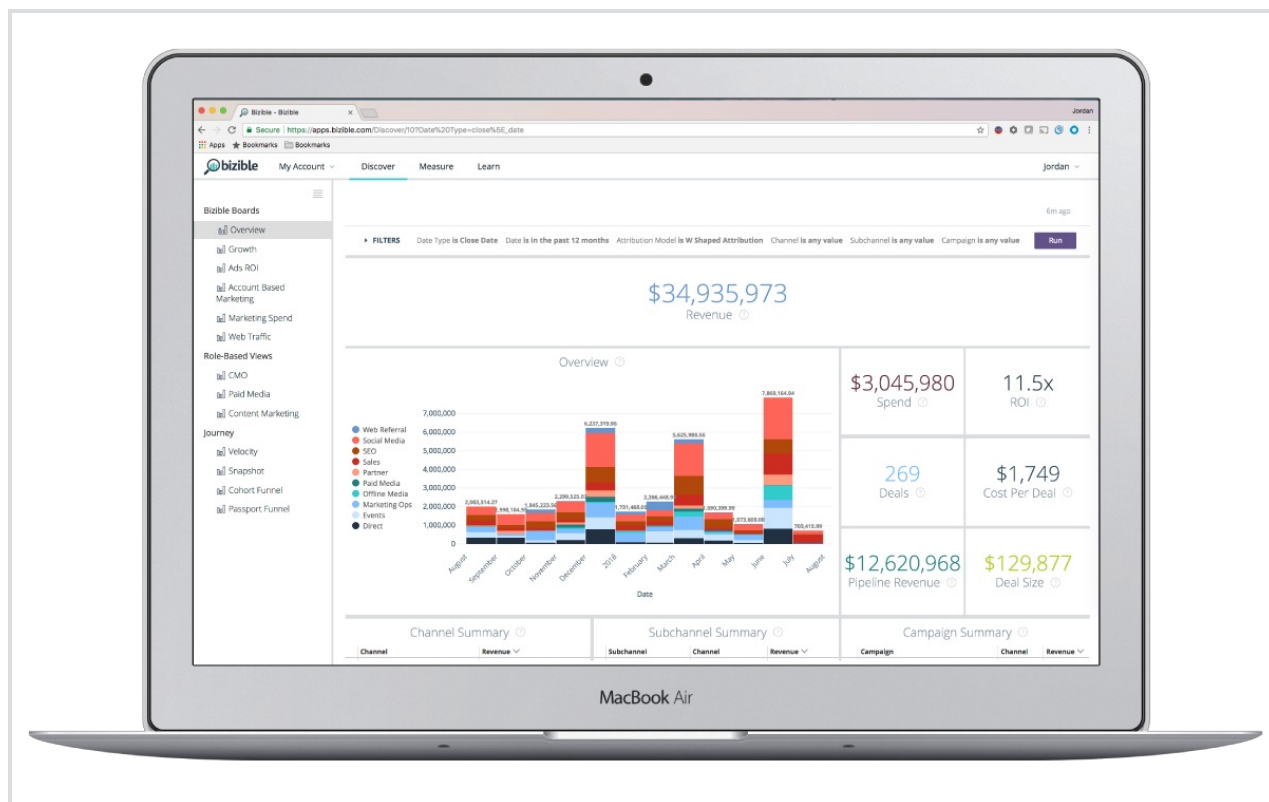 Bizible - Bizible
Jordan
Secure | https://apps.bizible.com/Discover/10?Date%20Type=close%5E_date
Apps Bookmarks Bookmarks
bizible My Account Discover Measure Learn Jordan
Bizible Boards
Overview
Growth
Ads ROI
Account Based
Marketing
Marketing Spend
Web Traffic
Role-Based Views
CMO
Paid Media
Content Marketing
Journey
Velocity
Snapshot
Cohort Funnel
Passport Funnel
6m ago
FILTERS Date Type is Close Date Date is in the past 12 months Attribution Model is W Shaped Attribution Channel is any value Subchannel is any value Campaign is any value Run
$34,935,973
Revenue
Overview
Web Referral
Social Media
SEO
Sales
Partner
Paid Media
Offline Media
Marketing Ops
Events
Direct
7,000,000
6,000,000
5,000,000
4,000,000
3,000,000
2,000,000
1,000,000
0
August
September
October
November
December
2018
February
March
April
May
June
July
August
Date
$3,045,980
Spend
11.5x
ROI
269
Deals
$1,749
Cost Per Deal
$12,620,968
Pipeline Revenue
$129,877
Deal Size
Channel Summary
Channel Revenue
Subchannel Summary
Subchannel Channel Revenue
Campaign Summary
Campaign Channel Revenue
MacBook Air